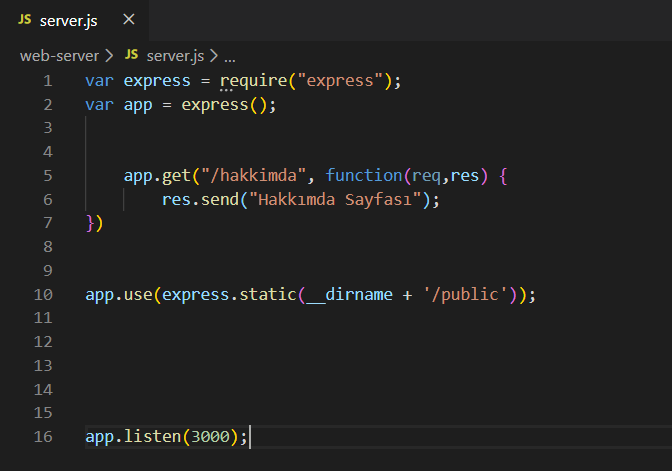 JS server.js ×
web-server > JS server.js > ...
1 var express = require("express");
2 var app = express();
3
4
5 app.get("/hakkimda", function(req,res) {
6 res.send("Hakkımda Sayfası");
7 })
8
9
10 app.use(express.static(__dirname + '/public'));
11
12
13
14
15
16 app.listen(3000);